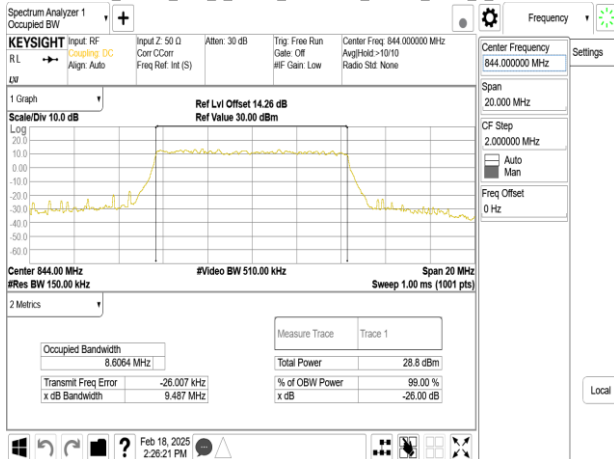 Spectrum Analyzer 1
Occupied BW
Frequency
KEYSIGHT
RL
LXI
Input: RF
Coupling: DC
Align: Auto
Input Z: 50 Ω
Corr CCorr
Freq Ref: Int (S)
Atten: 30 dB
Trig: Free Run
Gate: Off
#IF Gain: Low
Center Freq: 844.000000 MHz
Avg|Hold:>10/10
Radio Std: None
Center Frequency
844.000000 MHz
Settings
Span
20.000 MHz
CF Step
2.000000 MHz
Auto
Man
Freq Offset
0 Hz
Local
1 Graph
Scale/Div 10.0 dB
Ref Lvl Offset 14.26 dB
Ref Value 30.00 dBm
Log
20.0
10.0
0.00
-10.0
-20.0
-30.0
-40.0
-50.0
-60.0
Center 844.00 MHz
#Video BW 510.00 kHz
Span 20 MHz
#Res BW 150.00 kHz
Sweep 1.00 ms (1001 pts)
2 Metrics
Measure Trace
Trace 1
Occupied Bandwidth
8.6064 MHz
Total Power
28.8 dBm
Transmit Freq Error
-26.007 kHz
% of OBW Power
99.00 %
x dB Bandwidth
9.487 MHz
x dB
-26.00 dB
?
Feb 18, 2025
2:26:21 PM